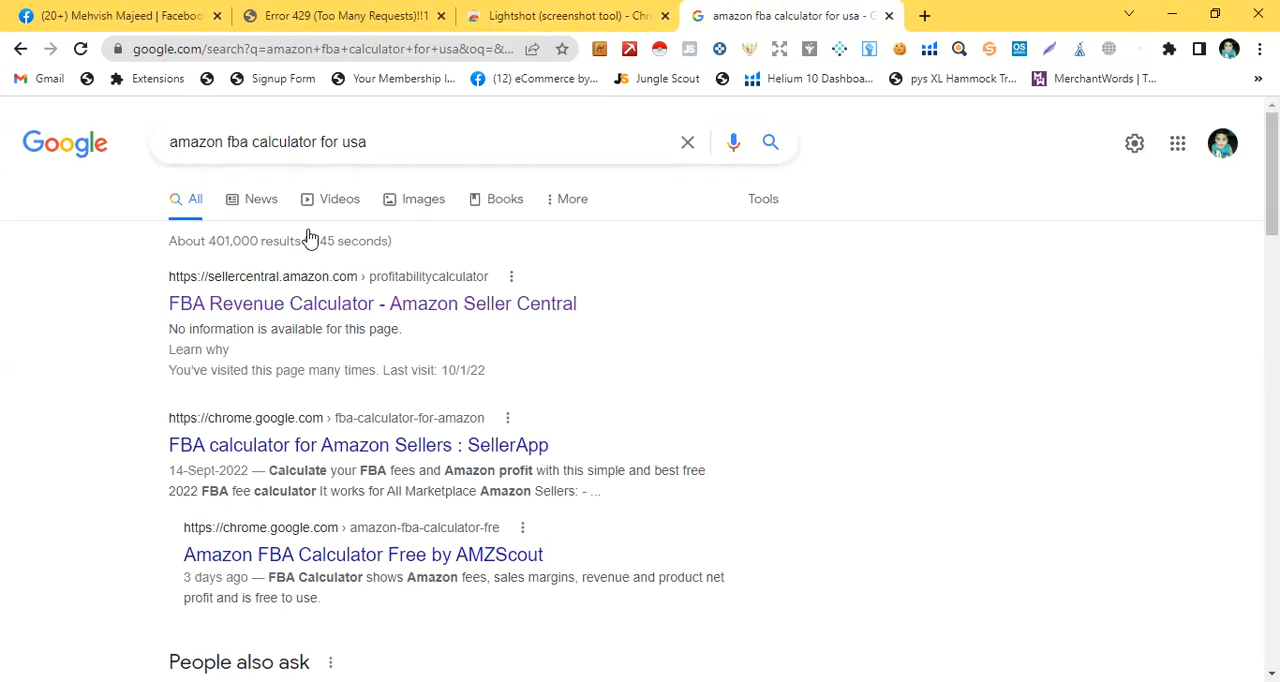 (20+) Mehvish Majeed | Faceboo
Error 429 (Too Many Requests)!!1
Lightshot (screenshot tool) - Chr
amazon fba calculator for usa - G
google.com/search?q=amazon+fba+calculator+for+usa&oq=&...
Gmail
Extensions
Signup Form
Your Membership I...
(12) eCommerce by...
Jungle Scout
Helium 10 Dashboa...
pys XL Hammock Tr...
MerchantWords | T...
»
Google
amazon fba calculator for usa
All
News
Videos
Images
Books
More
Tools
About 401,000 results 45 seconds)
https://sellercentral.amazon.com › profitabilitycalculator
FBA Revenue Calculator - Amazon Seller Central
No information is available for this page.
Learn why
You've visited this page many times. Last visit: 10/1/22
https://chrome.google.com › fba-calculator-for-amazon
FBA calculator for Amazon Sellers : SellerApp
14-Sept-2022 — Calculate your FBA fees and Amazon profit with this simple and best free
2022 FBA fee calculator It works for All Marketplace Amazon Sellers: - ...
https://chrome.google.com › amazon-fba-calculator-fre
Amazon FBA Calculator Free by AMZScout
3 days ago — FBA Calculator shows Amazon fees, sales margins, revenue and product net
profit and is free to use.
People also ask